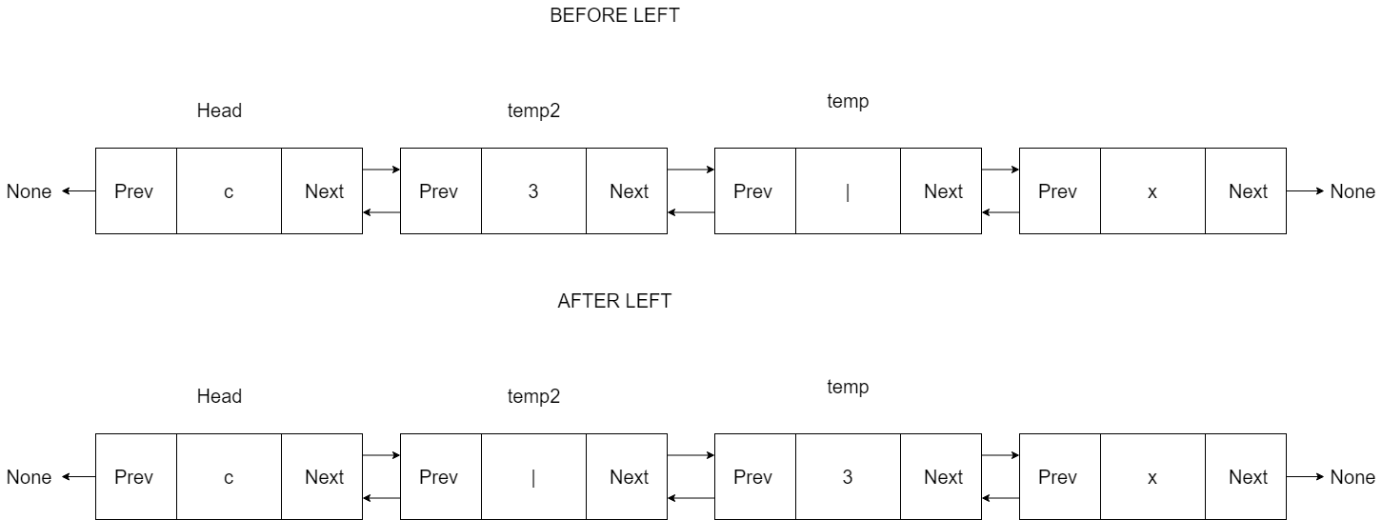 BEFORE LEFT
Head temp2 temp
None Prev c Next Prev 3 Next Prev | Next Prev x Next None
AFTER LEFT
Head temp2 temp
None Prev c Next Prev | Next Prev 3 Next Prev x Next None